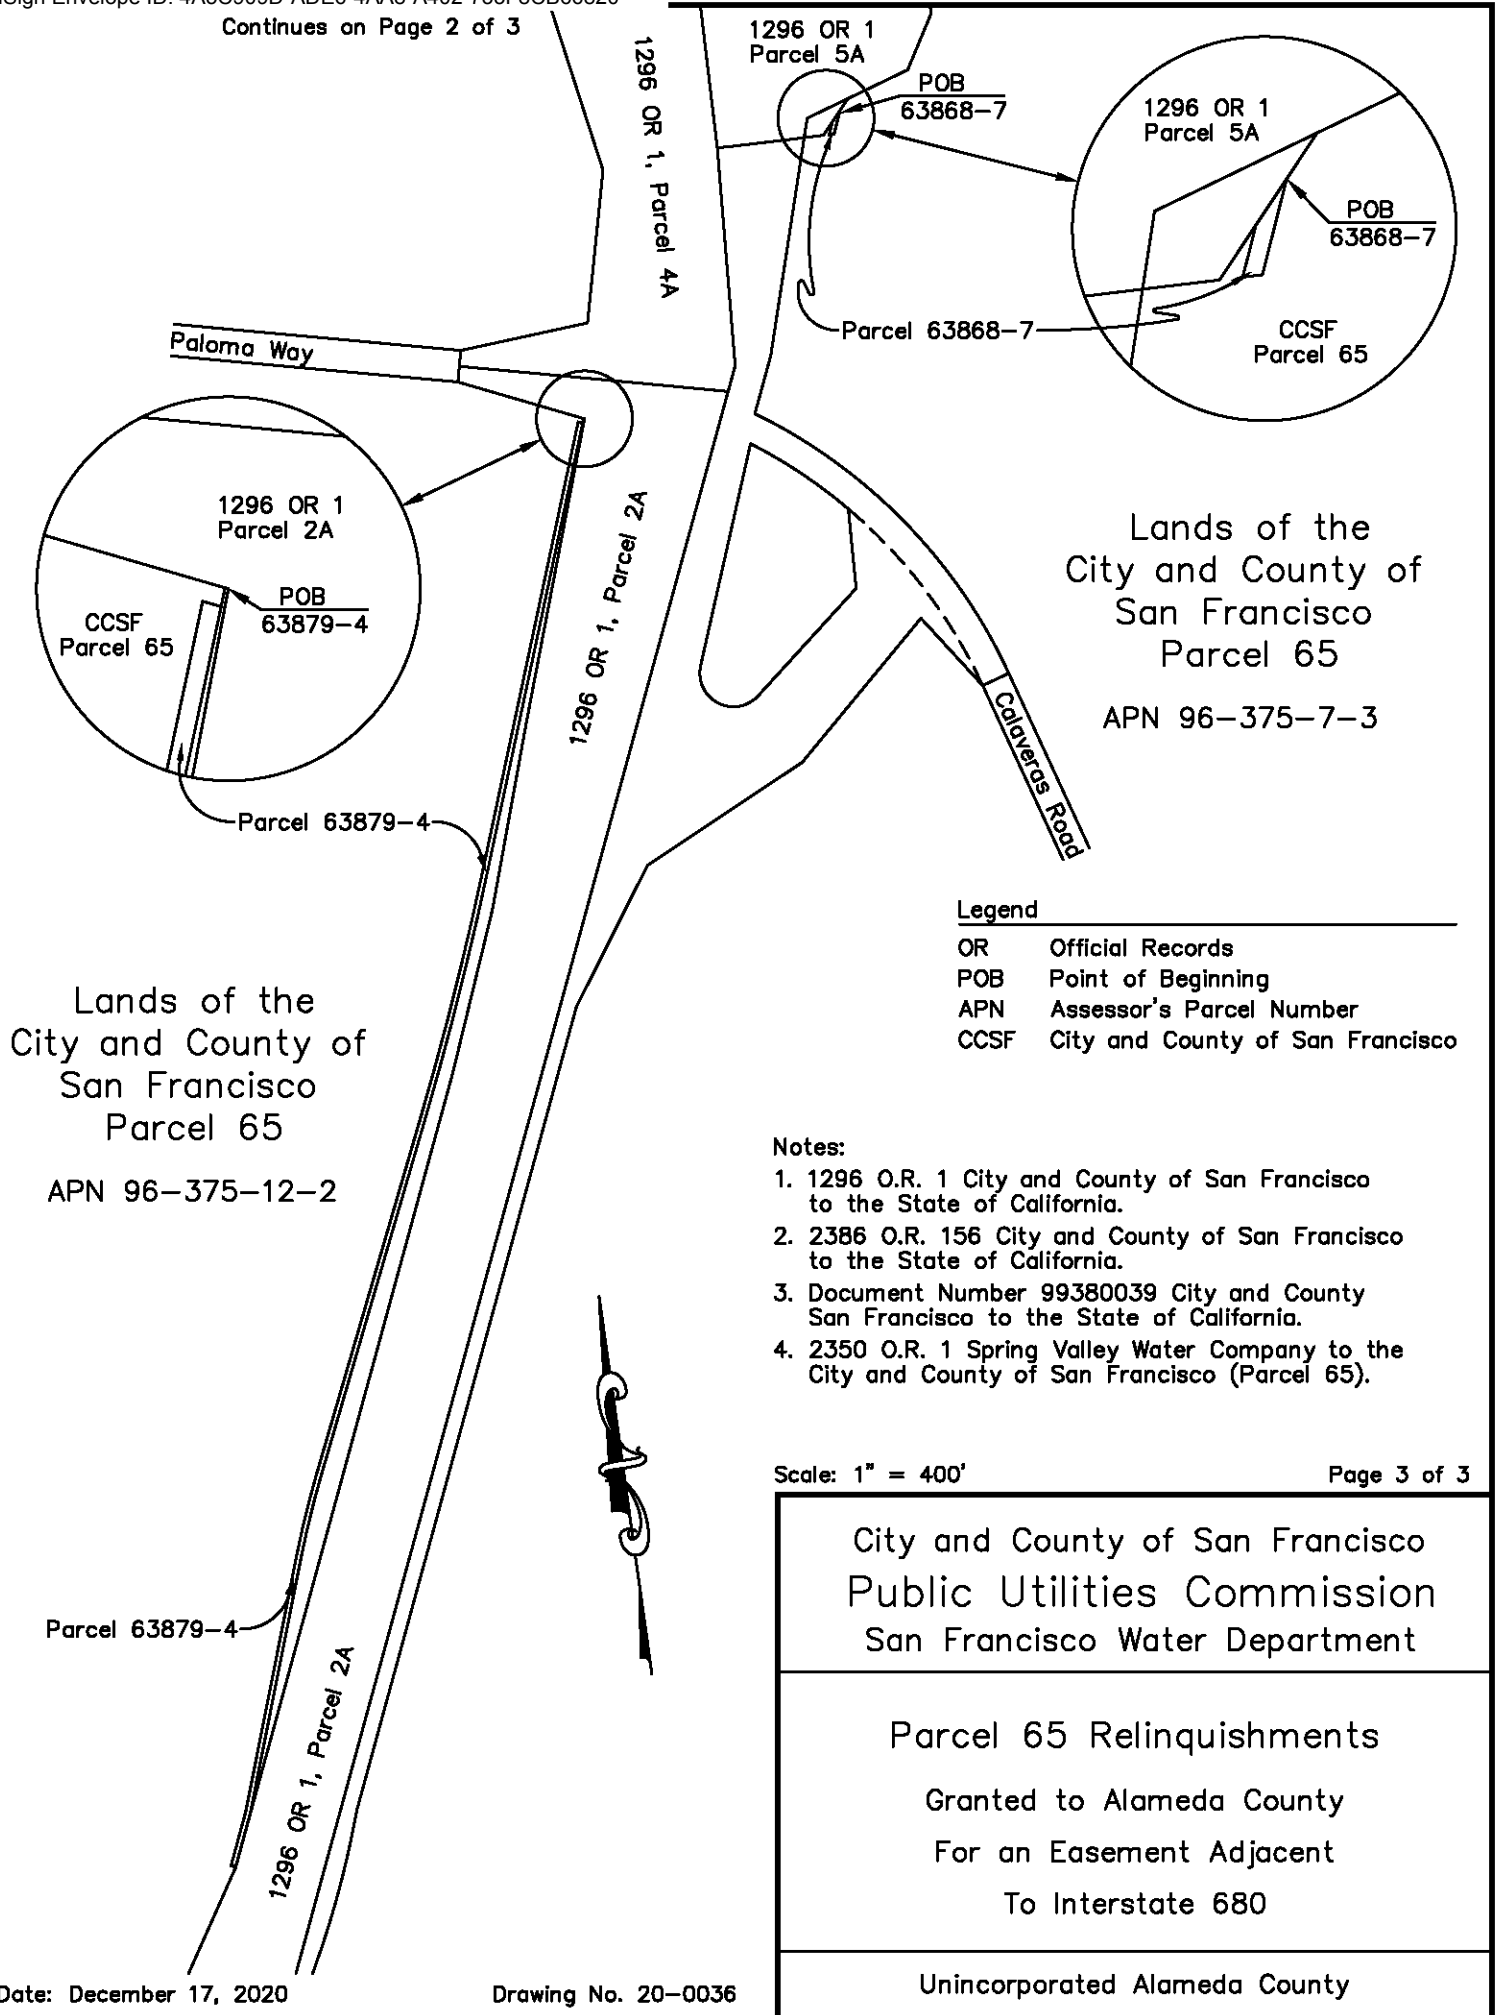 Continues on Page 2 of 3
1296 OR 1, Parcel 4A
1296 OR 1
Parcel 5A
POB
63868-7
1296 OR 1
Parcel 5A
POB
63868-7
CCSF
Parcel 65
Parcel 63868-7
Paloma Way
1296 OR 1
Parcel 2A
POB
63879-4
CCSF
Parcel 65
Parcel 63879-4
1296 OR 1, Parcel 2A
Lands of the
City and County of
San Francisco
Parcel 65
APN 96-375-7-3
Calaveras Road
Legend
OR Official Records
POB Point of Beginning
APN Assessor's Parcel Number
CCSF City and County of San Francisco
Lands of the
City and County of
San Francisco
Parcel 65
APN 96-375-12-2
Notes:
1. 1296 O.R. 1 City and County of San Francisco
to the State of California.
2. 2386 O.R. 156 City and County of San Francisco
to the State of California.
3. Document Number 99380039 City and County
San Francisco to the State of California.
4. 2350 O.R. 1 Spring Valley Water Company to the
City and County of San Francisco (Parcel 65).
Scale: 1" = 400'
Page 3 of 3
Parcel 63879-4
1296 OR 1, Parcel 2A
City and County of San Francisco
Public Utilities Commission
San Francisco Water Department
Parcel 65 Relinquishments
Granted to Alameda County
For an Easement Adjacent
To Interstate 680
Unincorporated Alameda County
Date: December 17, 2020
Drawing No. 20-0036